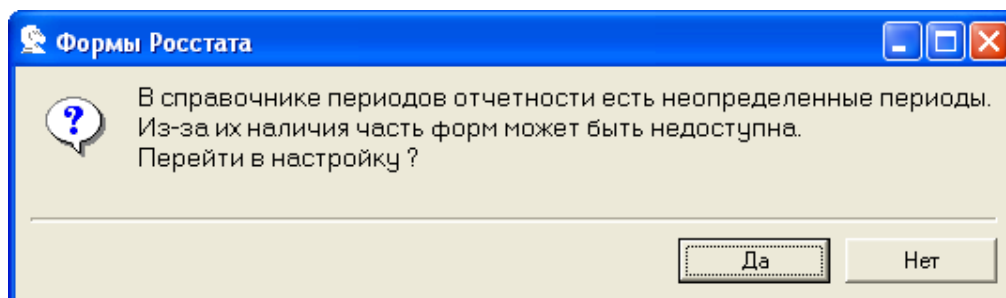 Формы Росстата
В справочнике периодов отчетности есть неопределенные периоды.
Из-за их наличия часть форм может быть недоступна.
Перейти в настройку ?
Да
Нет